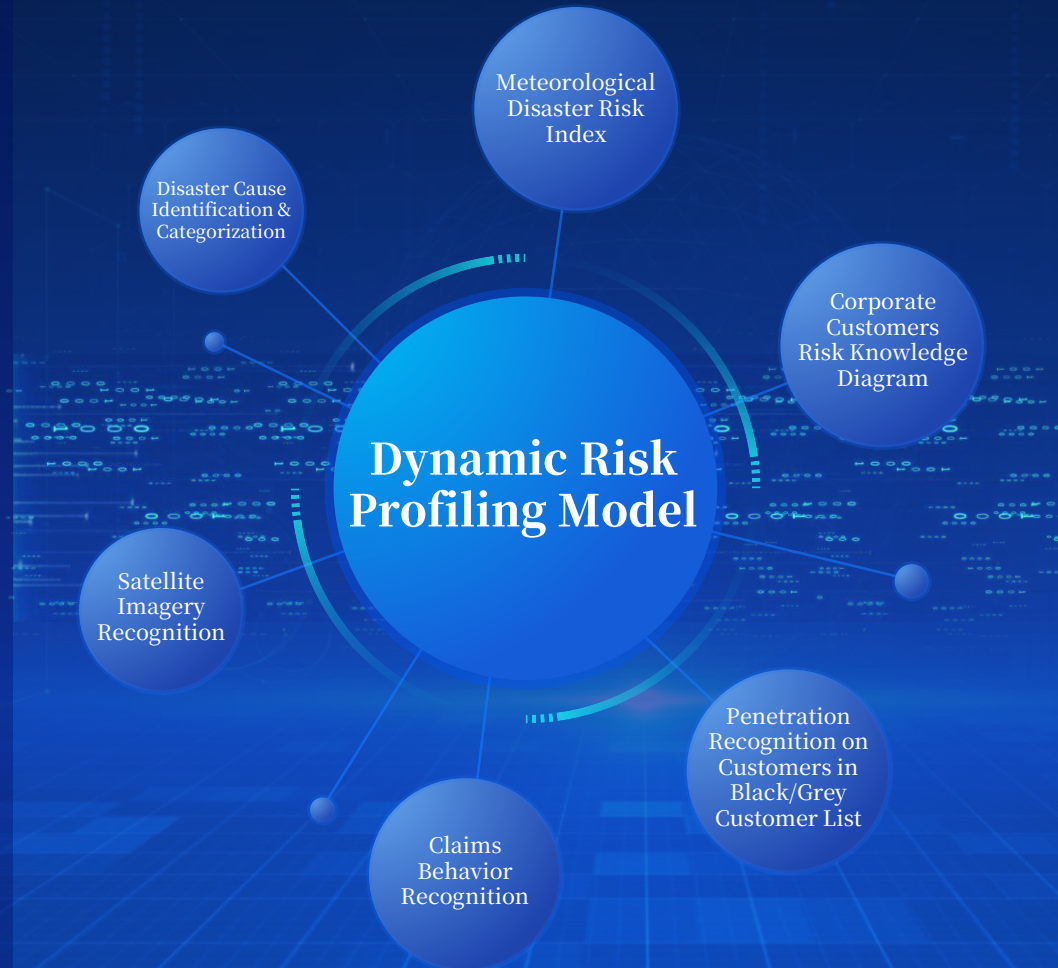 Meteorological
Disaster Risk
Index
Disaster Cause
Identification &
Categorization
Corporate
Customers
Risk Knowledge
Diagram
Dynamic Risk
Profiling Model
Satellite
Imagery
Recognition
Penetration
Recognition on
Customers in
Black/Grey
Customer List
Claims
Behavior
Recognition